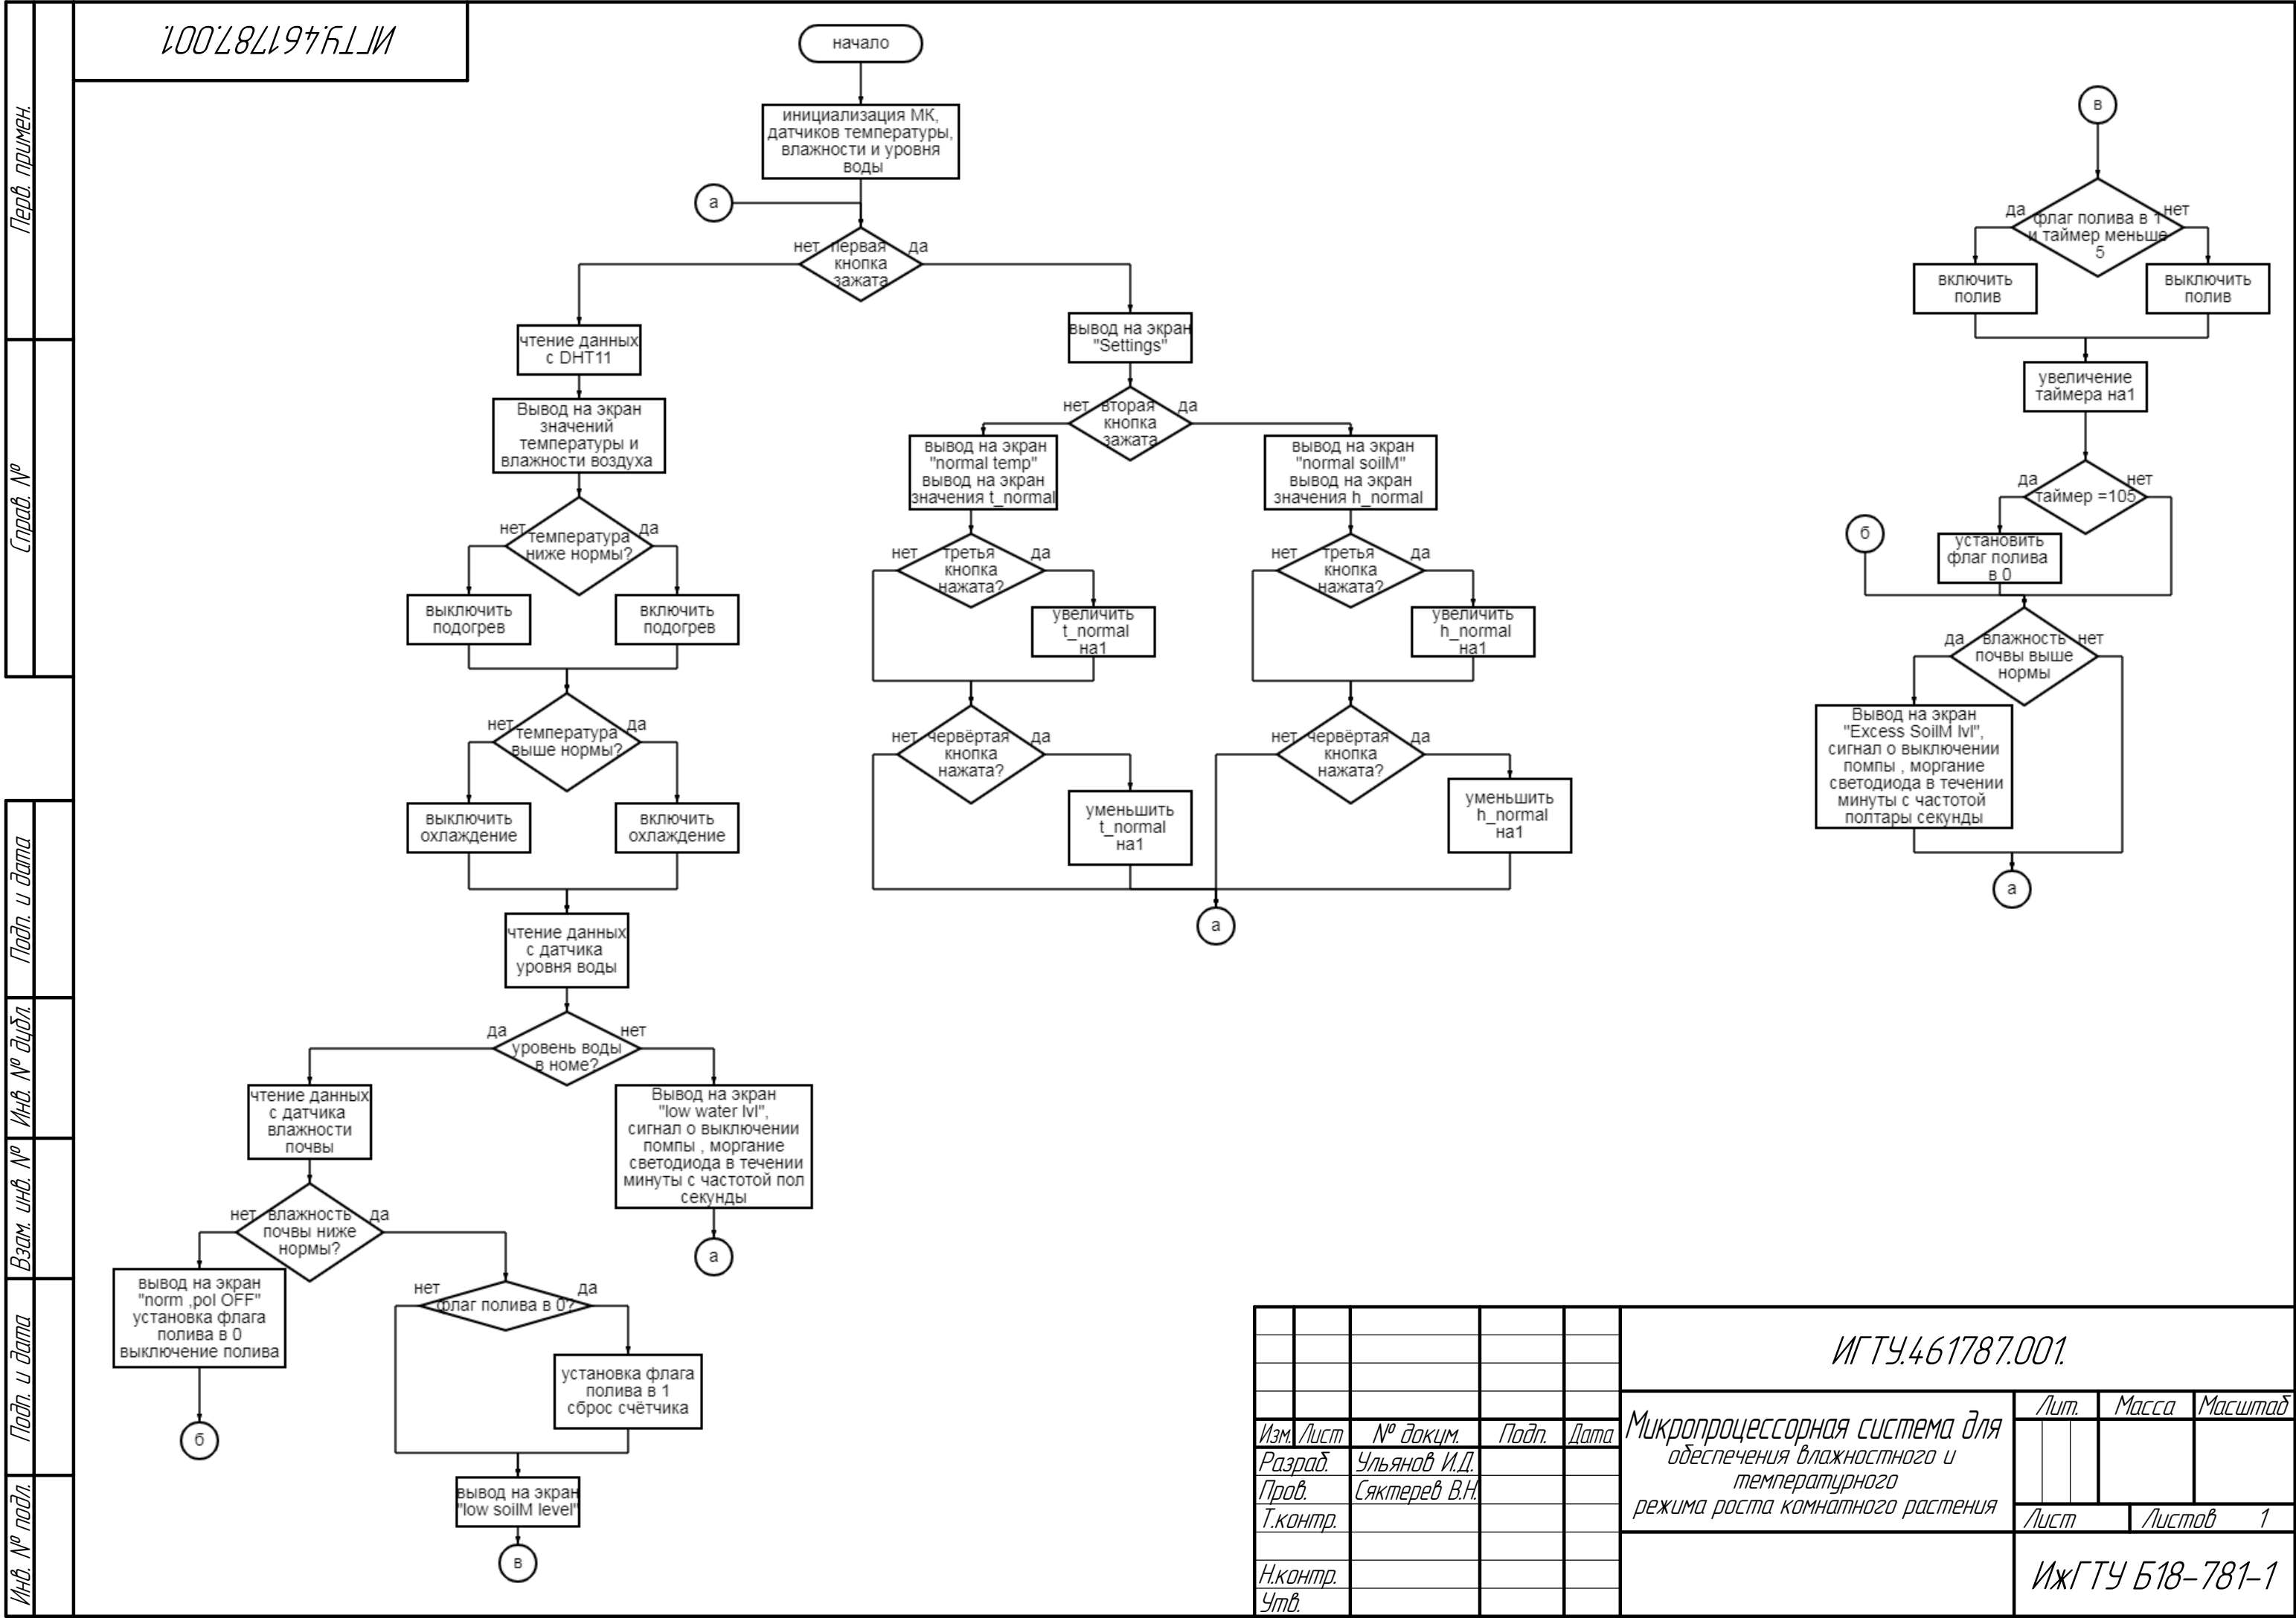 ИГТУ.461787.001.
Перв. примен.
Справ. №
Подп. и дата
Инв. № дубл.
Взам. инв. №
Подп. и дата
Инв. № подл.
начало
инициализация МК,
датчиков температуры,
влажности и уровня
воды
а
нет
первая
кнопка
зажата
да
чтение данных
с DHT11
Вывод на экран
значений
температуры и
влажности воздуха
нет
температура
ниже нормы?
да
выключить
подогрев
включить
подогрев
нет
температура
выше нормы?
да
выключить
охлаждение
включить
охлаждение
чтение данных
с датчика
уровня воды
да
уровень воды
в номе?
нет
чтение данных
с датчика
влажности
почвы
Вывод на экран
"low water lvl",
сигнал о выключении
помпы , моргание
светодиода в течении
минуты с частотой пол
секунды
а
нет
влажность
почвы ниже
нормы?
да
вывод на экран
"norm ,pol OFF"
установка флага
полива в 0
выключение полива
б
нет
флаг полива в 0?
да
установка флага
полива в 1
сброс счётчика
вывод на экран
"low soilM level"
в
вывод на экран
"Settings"
нет
вторая
кнопка
зажата
да
вывод на экран
"normal temp"
вывод на экран
значения t_normal
нет
третья
кнопка
нажата?
да
увеличить
t_normal
на1
нет
червёртая
кнопка
нажата?
да
уменьшить
t_normal
на1
вывод на экран
"normal soilM"
вывод на экран
значения h_normal
нет
третья
кнопка
нажата?
да
увеличить
h_normal
на1
нет
червёртая
кнопка
нажата?
да
уменьшить
h_normal
на1
а
в
да
флаг полива в 1
и таймер меньше
5
нет
включить
полив
выключить
полив
увеличение
таймера на1
да
таймер =105
нет
б
установить
флаг полива
в 0
да
влажность
почвы выше
нормы
нет
Вывод на экран
"Excess SoilM lvl",
сигнал о выключении
помпы , моргание
светодиода в течении
минуты с частотой
полтары секунды
а
ИГТУ.461787.001.
Изм. Лист № докум. Подп. Дата
Разраб. Ульянов И.Д.
Пров. Сяктерев В.Н.
Т.контр.
Н.контр.
Утв.
Микропроцессорная система для
обеспечения влажностного и
температурного
режима роста комнатного растения
Лит. Масса Масштаб
Лист Листов 1
ИжГТУ Б18-781-1